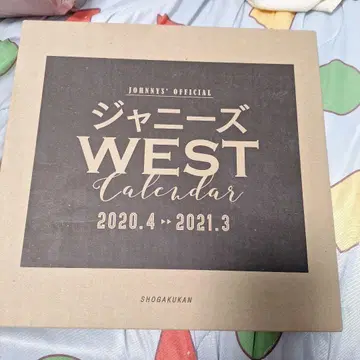 JOHNNYS' OFFICIAL
ジャニーズ
WEST
Calendar
2020.4 ▸▸ 2021.3
SHOGAKUKAN